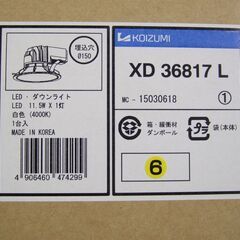 埋込穴
Ø150
LED・ダウンライト
LED 11.5W X 1灯
白色 (4000K)
1台入
MADE IN KOREA
4 906460 474299
KOIZUMI
XD 36817 L
MC - 15030618
1
箱・緩衝材
ダンボール
プラ
袋(本体)
6